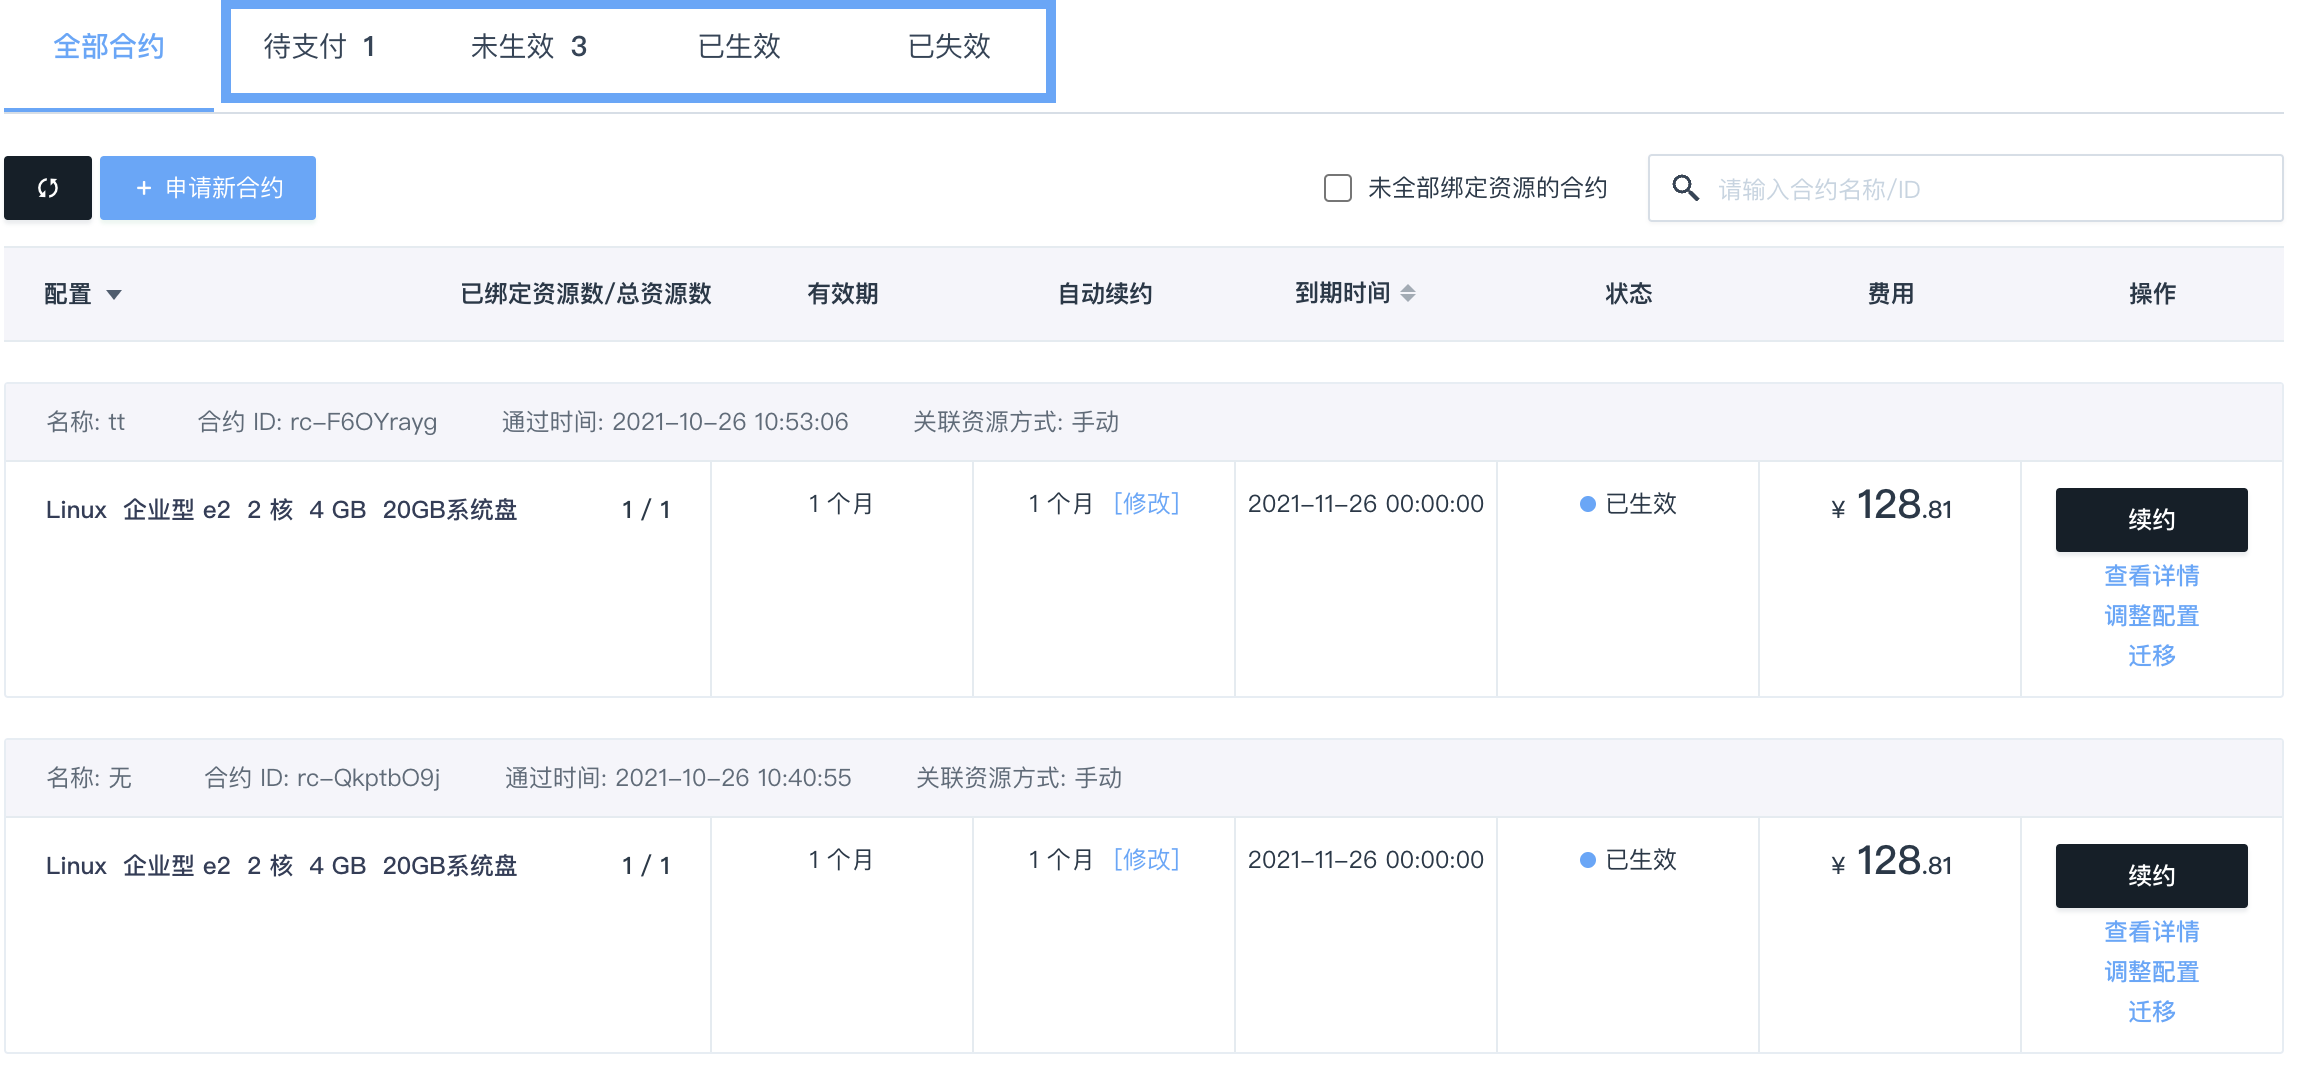 全部合约 待支付 1 未生效 3 已生效 已失效
+ 申请新合约 未全部绑定资源的合约 请输入合约名称/ID
配置 已绑定资源数/总资源数 有效期 自动续约 到期时间 状态 费用 操作
名称: tt 合约 ID: rc-F6OYrayg 通过时间: 2021-10-26 10:53:06 关联资源方式: 手动
Linux 企业型 e2 2 核 4 GB 20GB系统盘 1 / 1 1 个月 1 个月 [修改] 2021-11-26 00:00:00 已生效 ¥ 128.81 续约
查看详情
调整配置
迁移
名称: 无 合约 ID: rc-QkptbO9j 通过时间: 2021-10-26 10:40:55 关联资源方式: 手动
Linux 企业型 e2 2 核 4 GB 20GB系统盘 1 / 1 1 个月 1 个月 [修改] 2021-11-26 00:00:00 已生效 ¥ 128.81 续约
查看详情
调整配置
迁移